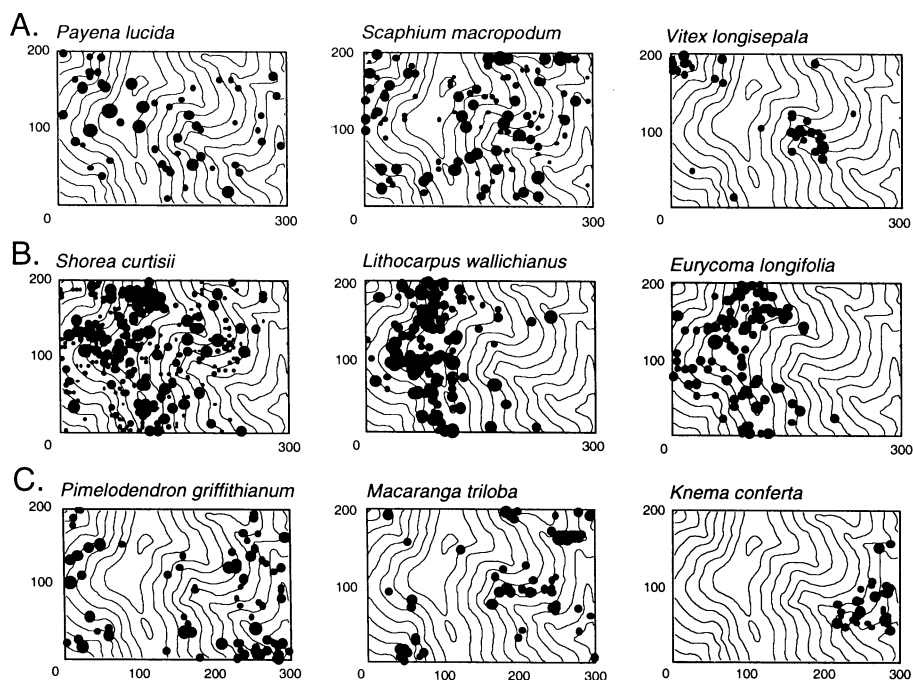 A.
Payena lucida Scaphium macropodum Vitex longisepala
200 200 200
100 100 100
0 300 0 300 0 300
B.
Shorea curtisii Lithocarpus wallichianus Eurycoma longifolia
200 200 200
100 100 100
0 300 0 300 0 300
C.
Pimelodendron griffithianum Macaranga triloba Knema conferta
200 200 200
100 100 100
0 100 200 300 0 100 200 300 0 100 200 300